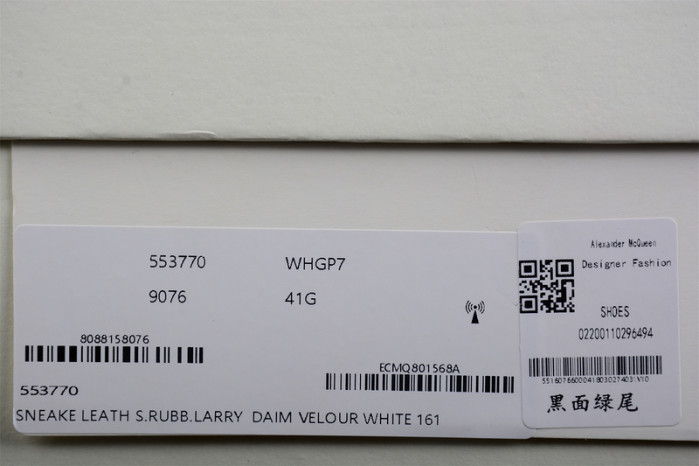 553770 WHGP7
9076 41G
8088158076
ECMQ801568A
553770
SNEAKE LEATH S.RUBB.LARRY DAIM VELOUR WHITE 161
Alexander McQueen
Designer Fashion
SHOES
02200110296494
55160766000418030274031V10
黑面绿尾